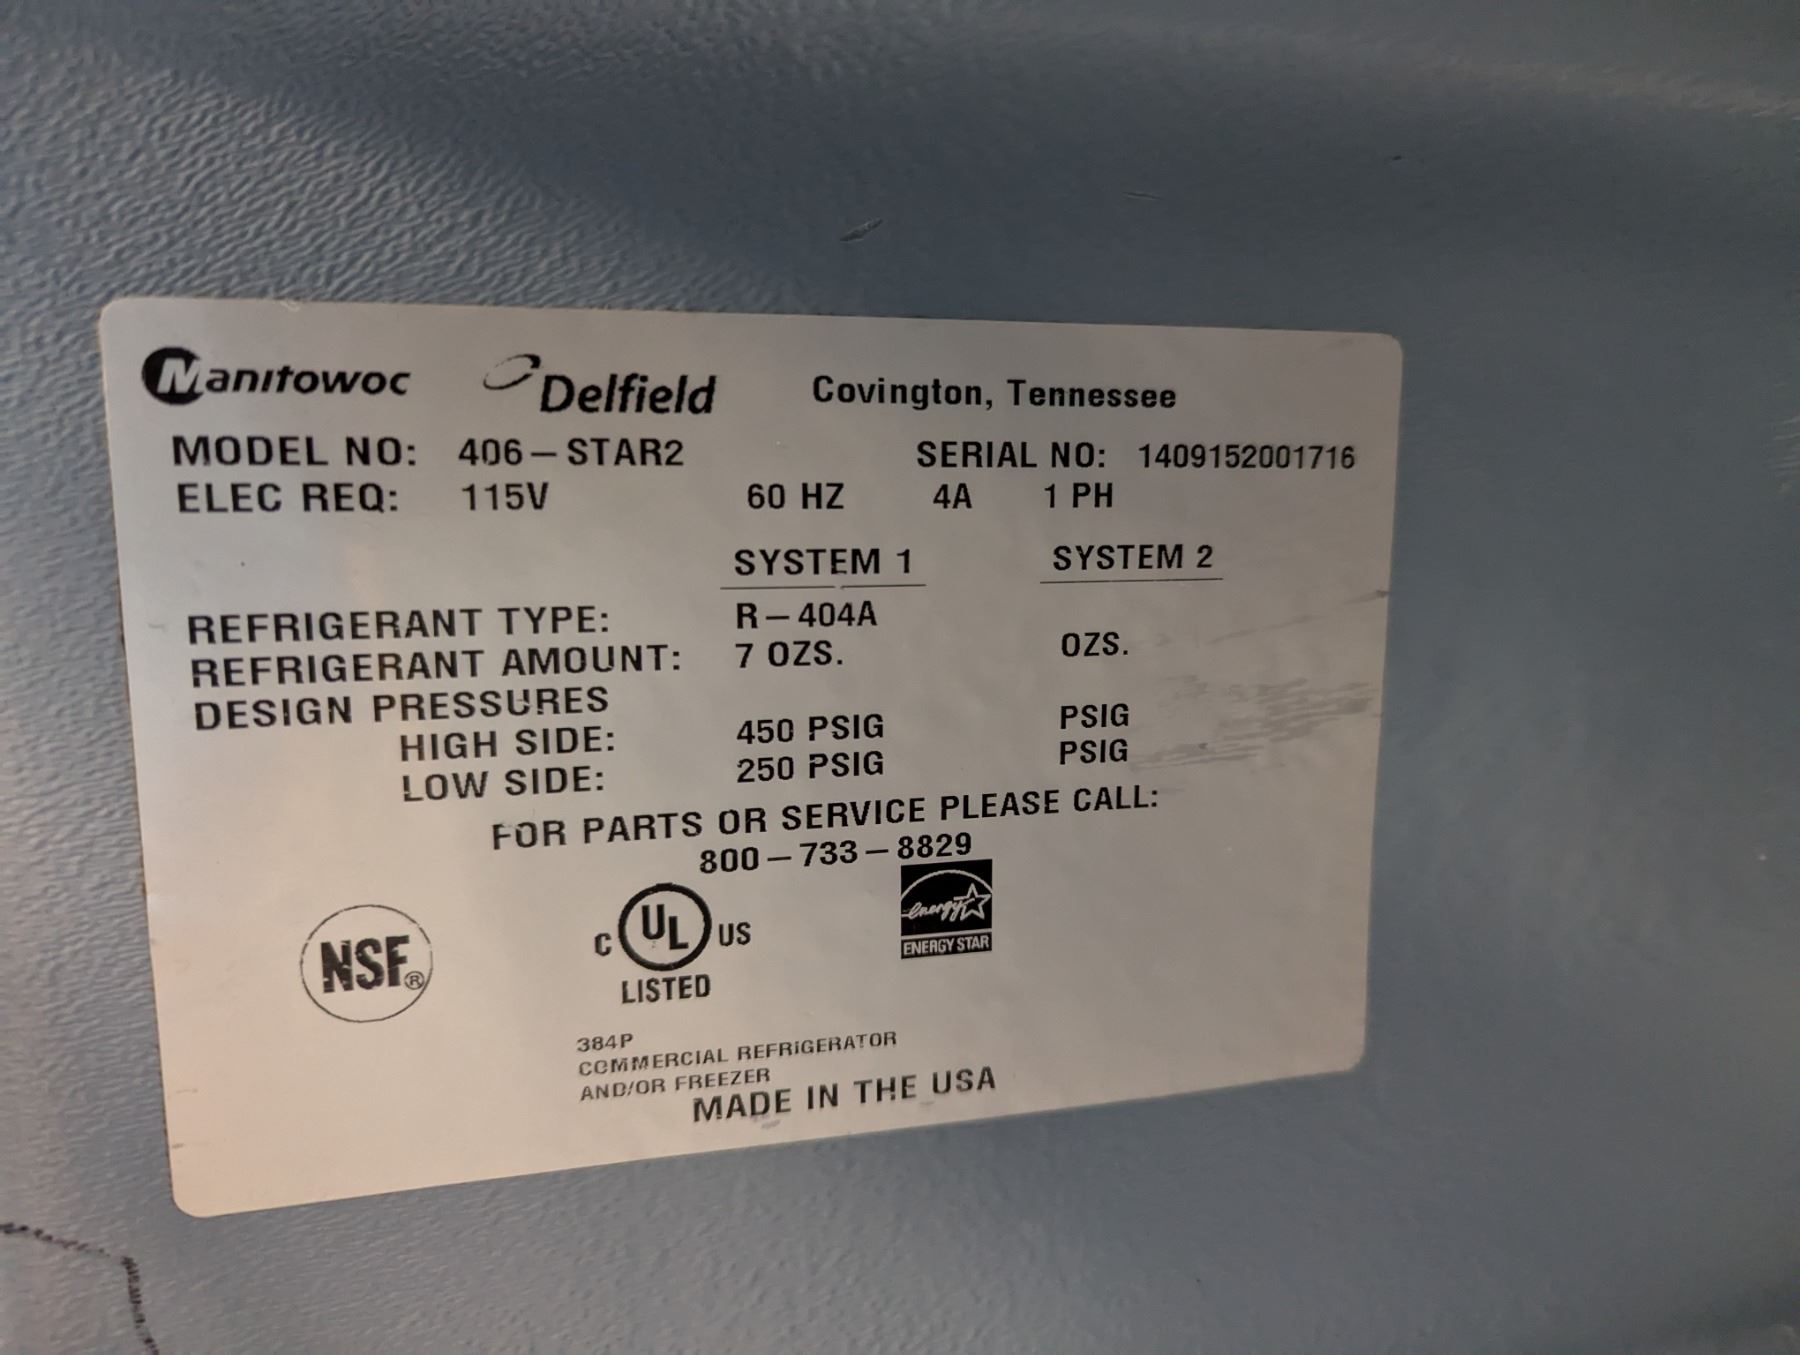 Manitowoc Delfield Covington, Tennessee
MODEL NO: 406-STAR2 SERIAL NO: 1409152001716
ELEC REQ: 115V 60 HZ 4A 1 PH
SYSTEM 1 SYSTEM 2
REFRIGERANT TYPE: R-404A
REFRIGERANT AMOUNT: 7 OZS. OZS.
DESIGN PRESSURES
HIGH SIDE: 450 PSIG PSIG
LOW SIDE: 250 PSIG PSIG
FOR PARTS OR SERVICE PLEASE CALL:
800-733-8829
NSF®
C UL US
LISTED
energy
ENERGY STAR
384P
COMMERCIAL REFRIGERATOR
AND/OR FREEZER
MADE IN THE USA